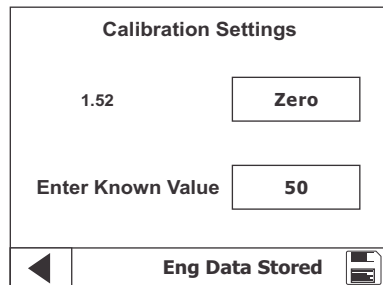 Calibration Settings
1.52 Zero
Enter Known Value 50
Eng Data Stored